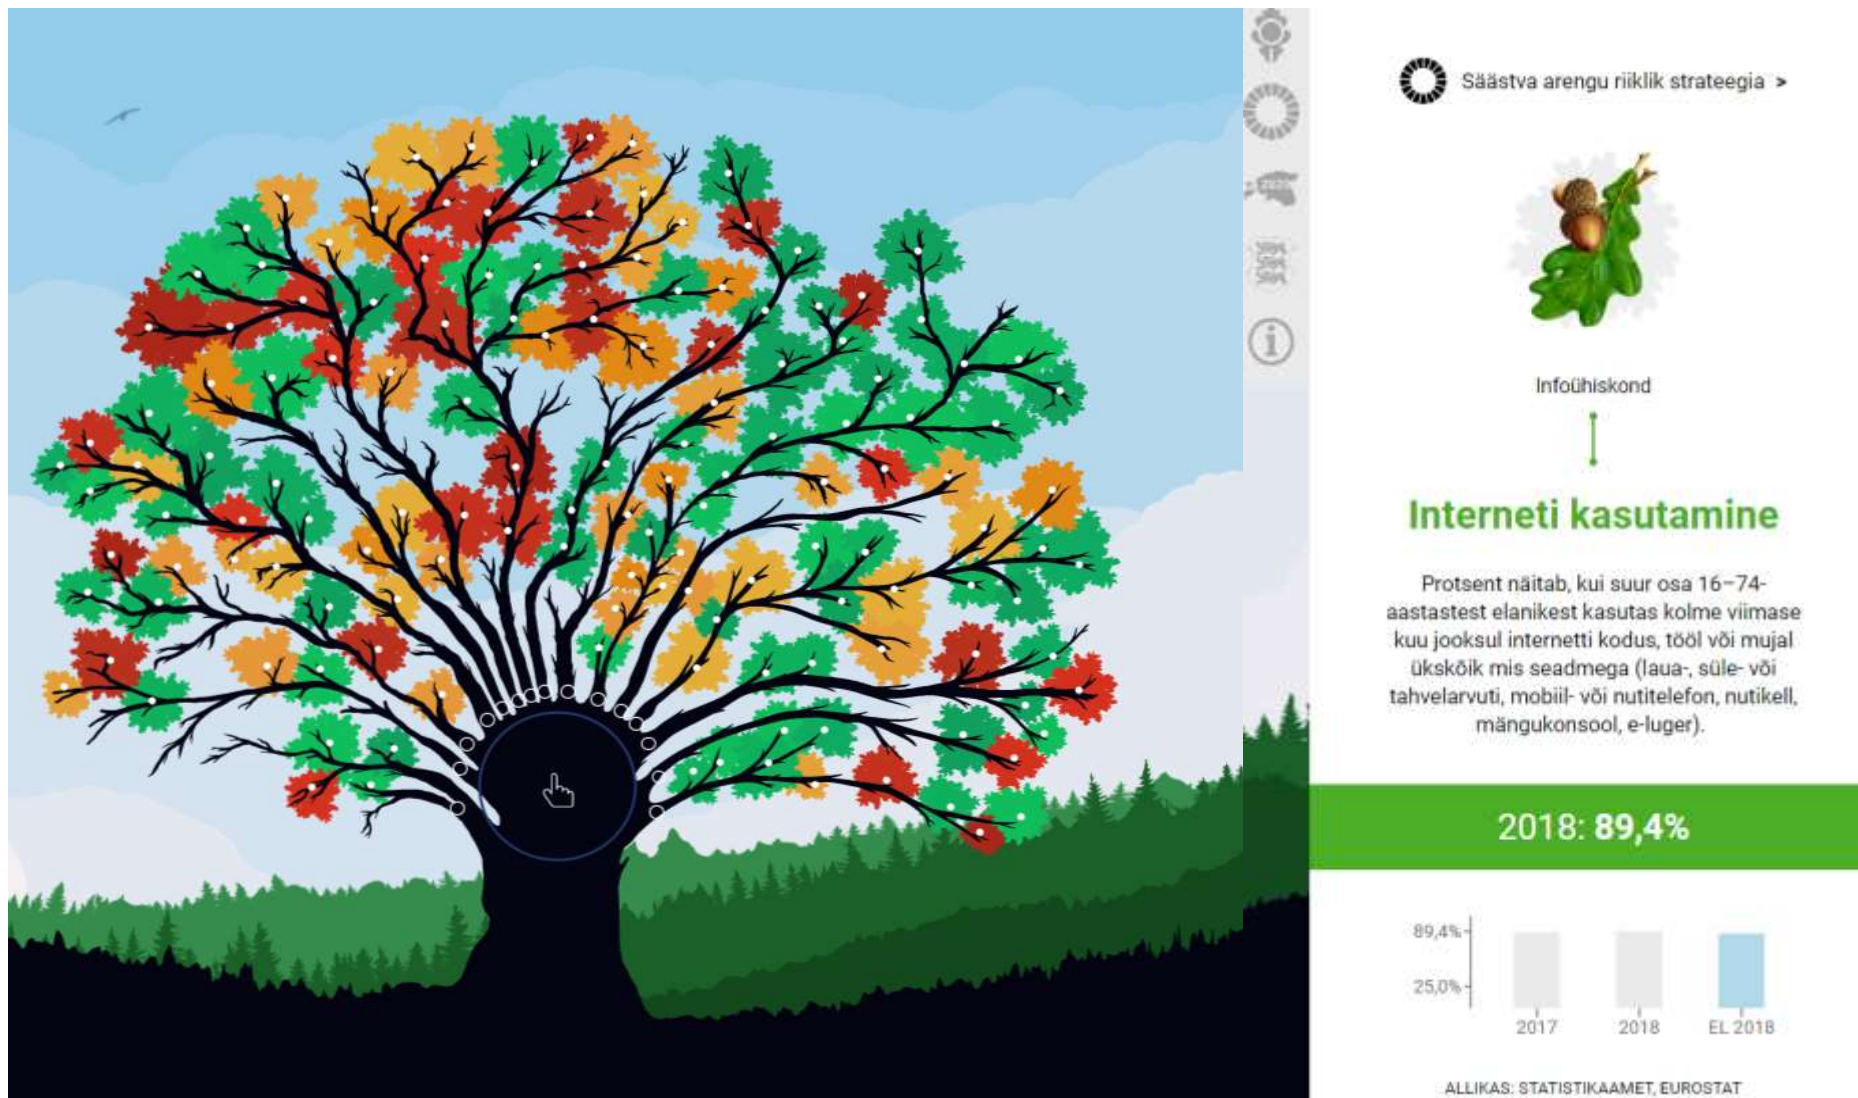 Säästva arengu riiklik strateegia >
Infoühiskond
Interneti kasutamine
Protsent näitab, kui suur osa 16–74-
aastastest elanikest kasutas kolme viimase
kuu jooksul internetti kodus, tööl või mujal
ükskõik mis seadmega (laua-, süle- või
tahvelarvuti, mobiil- või nutitelefon, nutikell,
mängukonsool, e-luger).
2018: 89,4%
89,4%
25,0%
2017 2018 EL 2018
ALLIKAS: STATISTIKAAMET, EUROSTAT